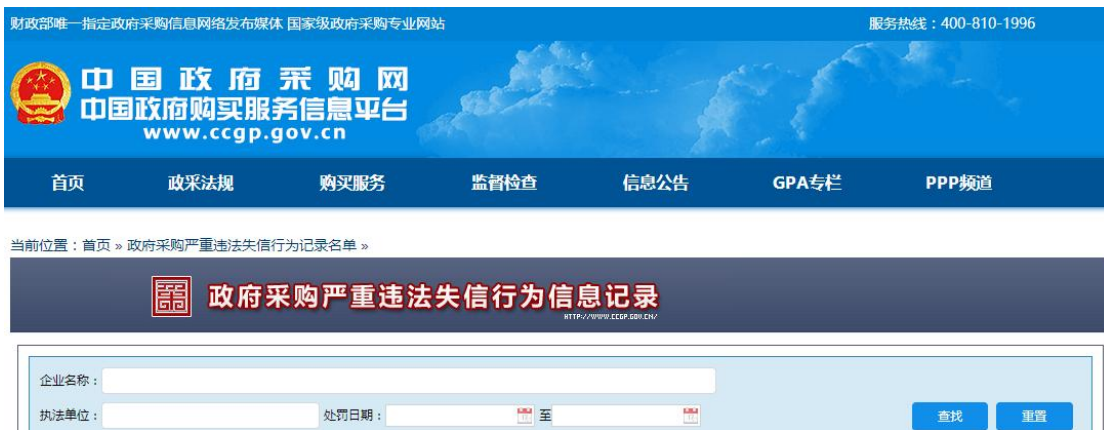 财政部唯一指定政府采购信息网络发布媒体 国家级政府采购专业网站
服务热线：400-810-1996
中国政府采购网
中国政府购买服务信息平台
www.ccgp.gov.cn
首页 政采法规 购买服务 监督检查 信息公告 GPA专栏 PPP频道
当前位置：首页 » 政府采购严重违法失信行为记录名单 »
政府采购严重违法失信行为信息记录
HTTP://WWW.CCGP.GOV.CN/
企业名称：
执法单位： 处罚日期： 至 查找 重置